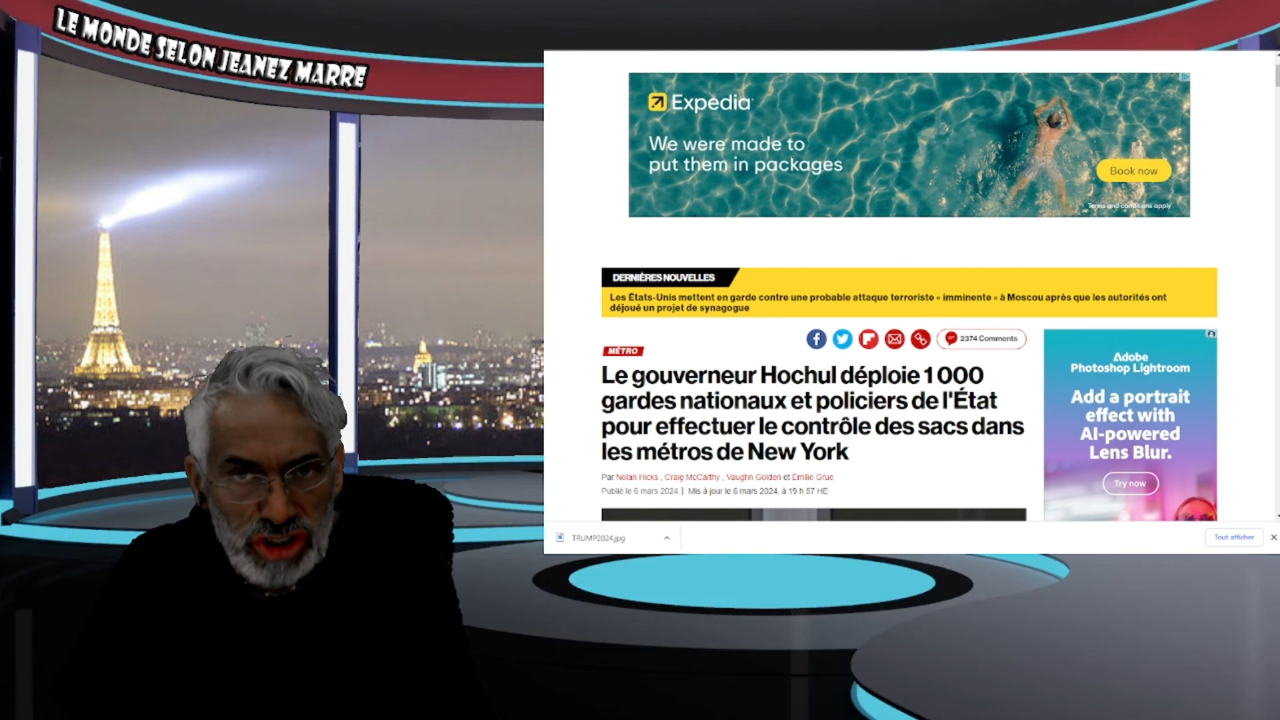 LE MONDE SELON JEANEZ MARRE
Expedia
We were made to
put them in packages
Book now
Terms and conditions apply
DERNIÈRES NOUVELLES
Les États-Unis mettent en garde contre une probable attaque terroriste « imminente » à Moscou après que les autorités ont
déjoué un projet de synagogue
2374 Comments
MÉTRO
Le gouverneur Hochul déploie 1 000
gardes nationaux et policiers de l'État
pour effectuer le contrôle des sacs dans
les métros de New York
Par Nolan Hicks , Craig McCarthy , Vaughn Golden et Émilie Grue
Publié le 6 mars 2024 | Mis à jour le 6 mars 2024, à 19 h 57 HE
Adobe
Photoshop Lightroom
Add a portrait
effect with
AI-powered
Lens Blur.
Try now
TRUMP2024.jpg
Tout afficher